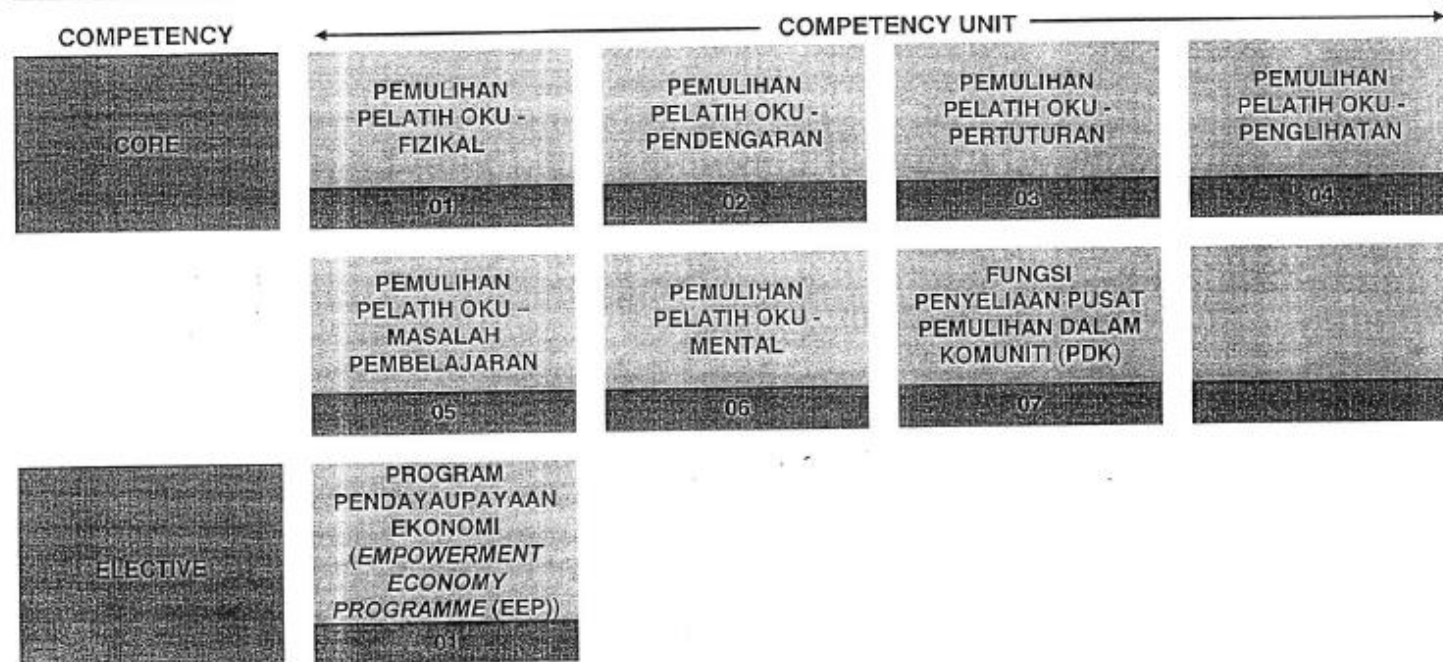 COMPETENCY
COMPETENCY UNIT
CORE
PEMULIHAN
PELATIH OKU -
FIZIKAL
01
PEMULIHAN
PELATIH OKU -
PENDENGARAN
02
PEMULIHAN
PELATIH OKU -
PERTUTURAN
03
PEMULIHAN
PELATIH OKU -
PENGLIHATAN
04
PEMULIHAN
PELATIH OKU –
MASALAH
PEMBELAJARAN
05
PEMULIHAN
PELATIH OKU -
MENTAL
06
FUNGSI
PENYELIAAN PUSAT
PEMULIHAN DALAM
KOMUNITI (PDK)
07
ELECTIVE
PROGRAM
PENDAYAUPAYAAN
EKONOMI
(EMPOWERMENT
ECONOMY
PROGRAMME (EEP))
01